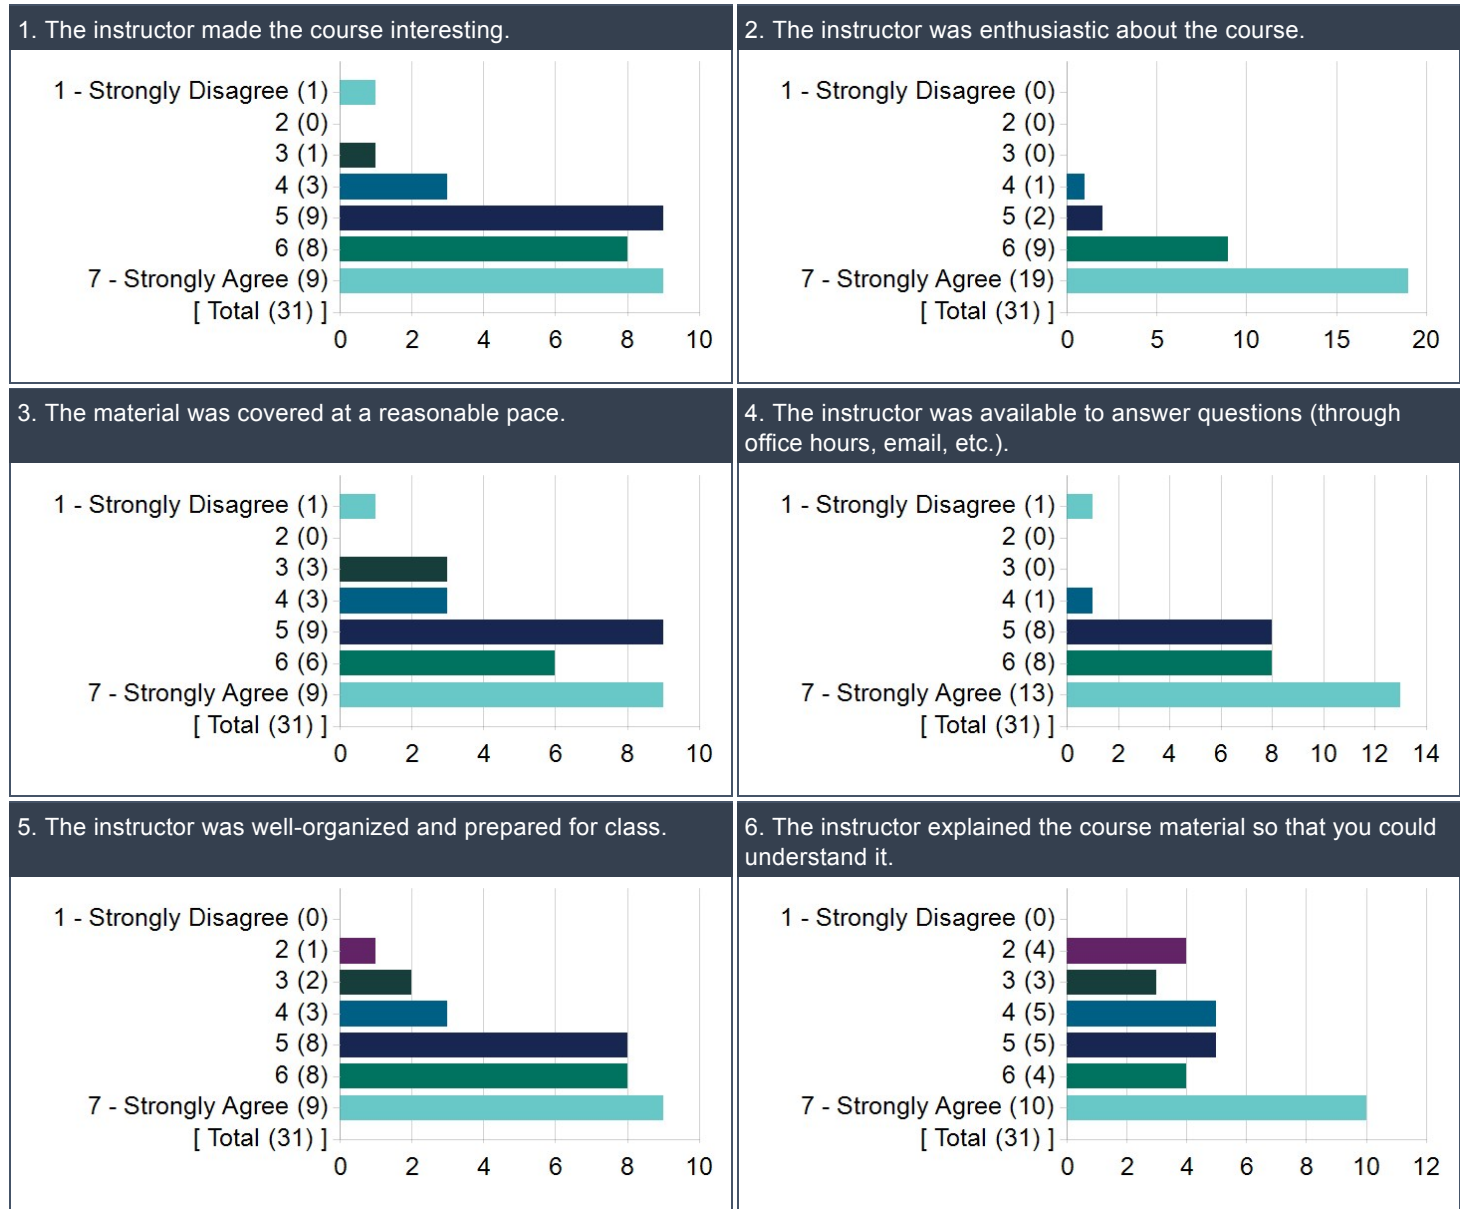 1. The instructor made the course interesting.
1 - Strongly Disagree (1)
2 (0)
3 (1)
4 (3)
5 (9)
6 (8)
7 - Strongly Agree (9)
[ Total (31) ]
0 2 4 6 8 10
2. The instructor was enthusiastic about the course.
1 - Strongly Disagree (0)
2 (0)
3 (0)
4 (1)
5 (2)
6 (9)
7 - Strongly Agree (19)
[ Total (31) ]
0 5 10 15 20
3. The material was covered at a reasonable pace.
1 - Strongly Disagree (1)
2 (0)
3 (3)
4 (3)
5 (9)
6 (6)
7 - Strongly Agree (9)
[ Total (31) ]
0 2 4 6 8 10
4. The instructor was available to answer questions (through
office hours, email, etc.).
1 - Strongly Disagree (1)
2 (0)
3 (0)
4 (1)
5 (8)
6 (8)
7 - Strongly Agree (13)
[ Total (31) ]
0 2 4 6 8 10 12 14
5. The instructor was well-organized and prepared for class.
1 - Strongly Disagree (0)
2 (1)
3 (2)
4 (3)
5 (8)
6 (8)
7 - Strongly Agree (9)
[ Total (31) ]
0 2 4 6 8 10
6. The instructor explained the course material so that you could
understand it.
1 - Strongly Disagree (0)
2 (4)
3 (3)
4 (5)
5 (5)
6 (4)
7 - Strongly Agree (10)
[ Total (31) ]
0 2 4 6 8 10 12